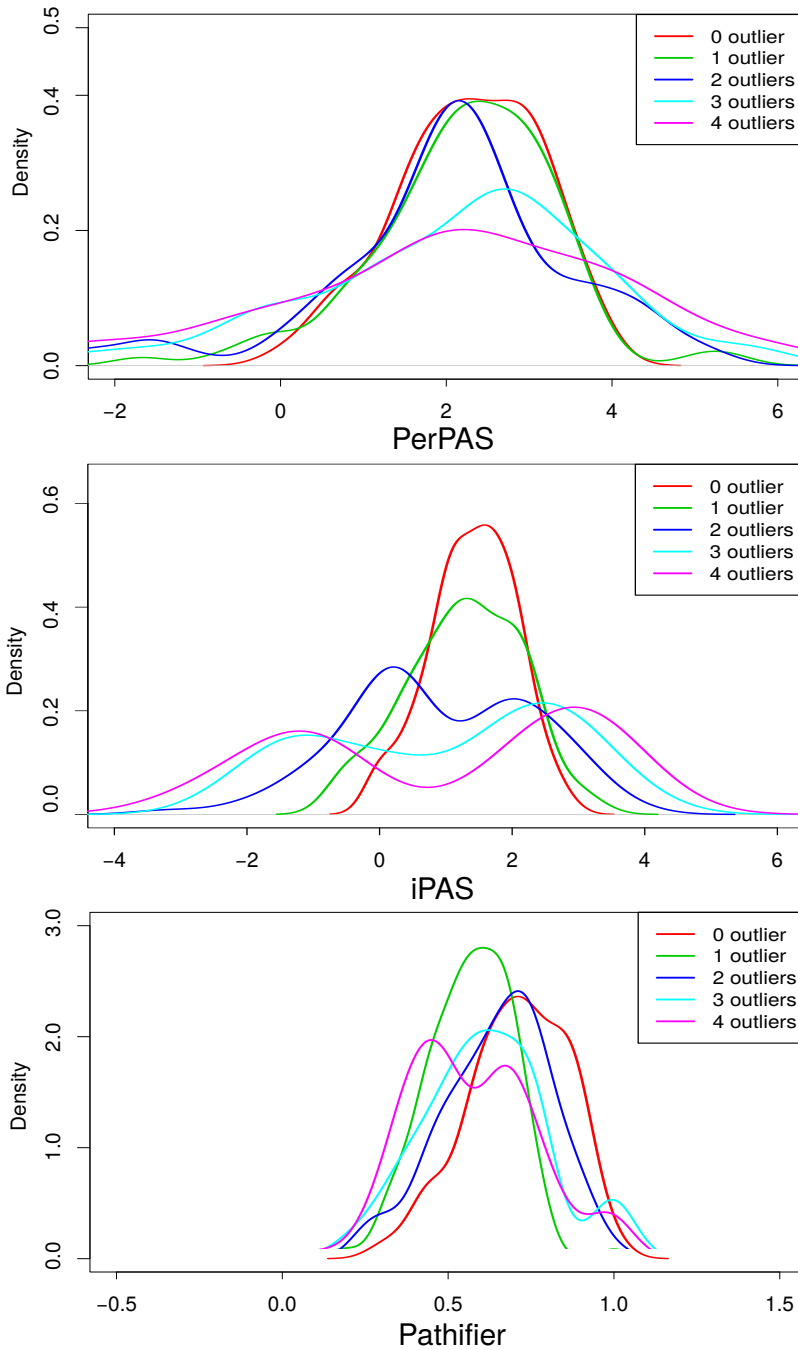 0.5
0 outlier
1 outlier
2 outliers
3 outliers
4 outliers
0.4
Density
0.2
0.0
−2 0 2 4 6
PerPAS
0 outlier
1 outlier
2 outliers
3 outliers
4 outliers
0.6
0.4
Density
0.2
0.0
−4 −2 0 2 4 6
iPAS
3.0
0 outlier
1 outlier
2 outliers
3 outliers
4 outliers
2.0
Density
1.0
0.0
−0.5 0.0 0.5 1.0 1.5
Pathifier